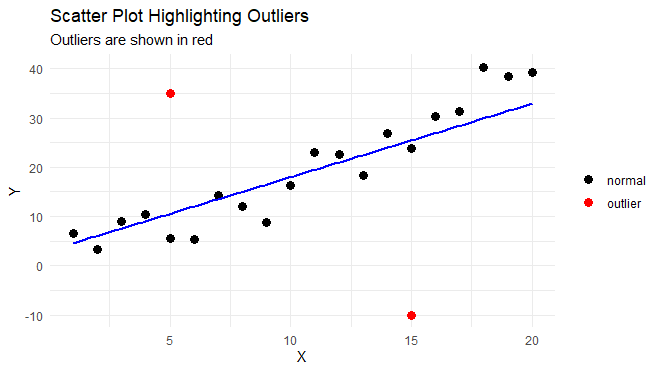 Scatter Plot Highlighting Outliers
Outliers are shown in red
40
30
20
10
0
-10
Y
5
10
15
20
X
normal
outlier